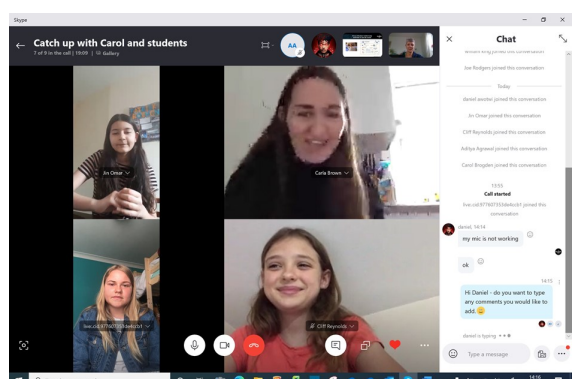 Skype
Catch up with Carol and students
7 of 9 in the call | 19:09 | Gallery
AA
Jin Omar
Carla Brown
Cliff Reynolds
Chat
joined this conversation
Joe Rodgers joined this conversation
Today
joined this conversation
Jin Omar joined this conversation
Cliff Reynolds joined this conversation
Aditya Agrawal joined this conversation
Carol Brogden joined this conversation
Call started
joined this
conversation
daniel, 14:14
my mic is not working
ok
14:15
Hi Daniel - do you want to type
any comments you would like to
add.
daniel is typing
Type a message
14:16